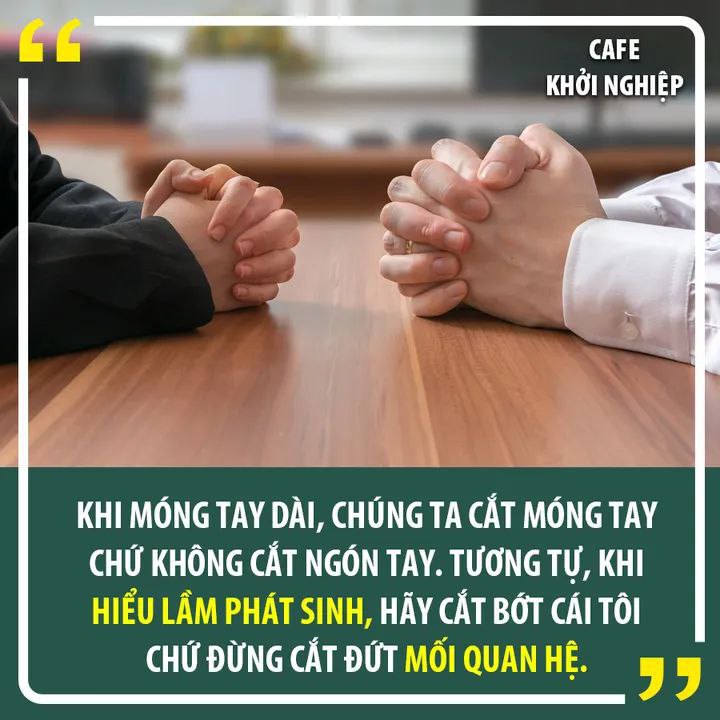 CAFE
KHỞI NGHIỆP
KHI MÓNG TAY DÀI, CHÚNG TA CẮT MÓNG TAY
CHỨ KHÔNG CẮT NGÓN TAY. TƯƠNG TỰ, KHI
HIỂU LẦM PHÁT SINH, HÃY CẮT BỚT CÁI TÔI
CHỨ ĐỪNG CẮT ĐỨT MỐI QUAN HỆ.